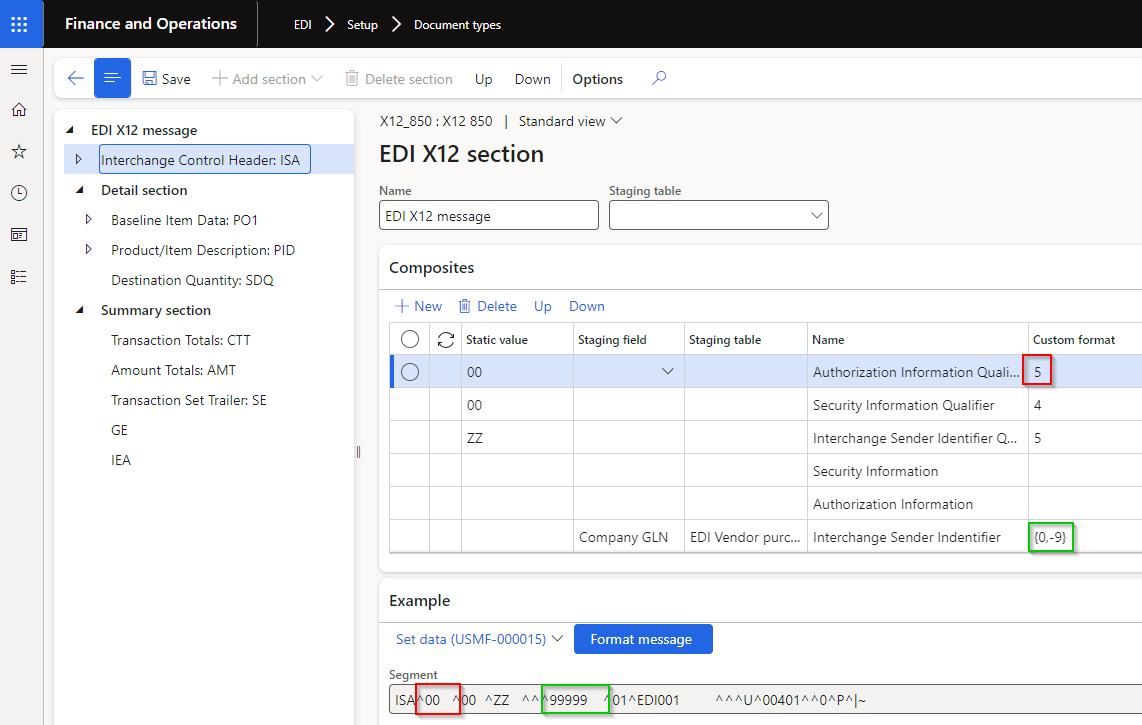 Finance and Operations
EDI > Setup > Document types
Save
Add section
Delete section
Up
Down
Options
EDI X12 message
Interchange Control Header: ISA
Detail section
Baseline Item Data: PO1
Product/Item Description: PID
Destination Quantity: SDQ
Summary section
Transaction Totals: CTT
Amount Totals: AMT
Transaction Set Trailer: SE
GE
IEA
X12_850 : X12 850 | Standard view
EDI X12 section
Name
EDI X12 message
Staging table
Composites
New Delete Up Down
Static value Staging field Staging table Name Custom format
00 Authorization Information Quali... 5
00 Security Information Qualifier 4
ZZ Interchange Sender Identifier Q... 5
Security Information
Authorization Information
Company GLN EDI Vendor purc... Interchange Sender Indentifier {0,-9}
Example
Set data (USMF-000015) Format message
Segment
ISA^00   ^00  ^ZZ   ^^^99999    ^01^EDI001         ^^^U^00401^^0^P^|~